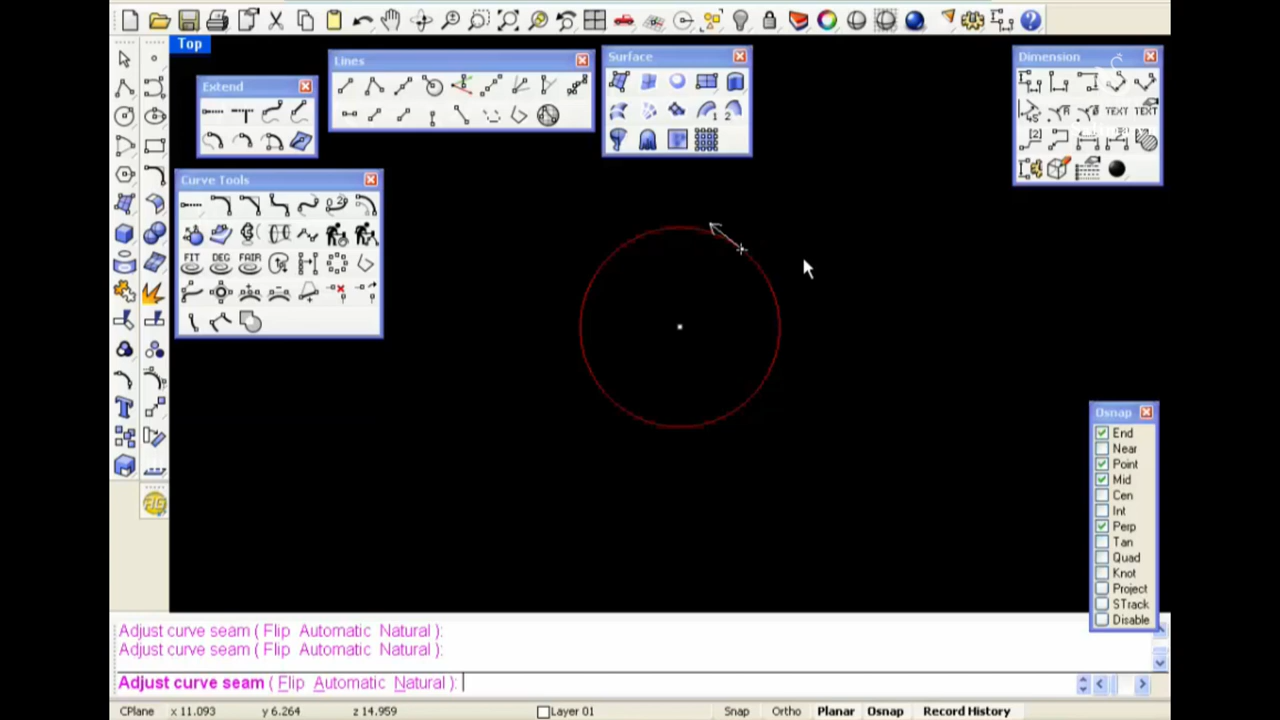 Top
Extend
Lines
Surface
Dimension
Curve Tools
1
2
TEXT
TEXT
FIT
DEG
FAIR
Osnap
End
Near
Point
Mid
Cen
Int
Perp
Tan
Quad
Knot
Project
STrack
Disable
Adjust curve seam ( Flip Automatic Natural ):
Adjust curve seam ( Flip Automatic Natural ):
Adjust curve seam ( Flip Automatic Natural ):
CPlane x 11.093 y 6.264 z 14.959 Layer 01 Snap Ortho Planar Osnap Record History